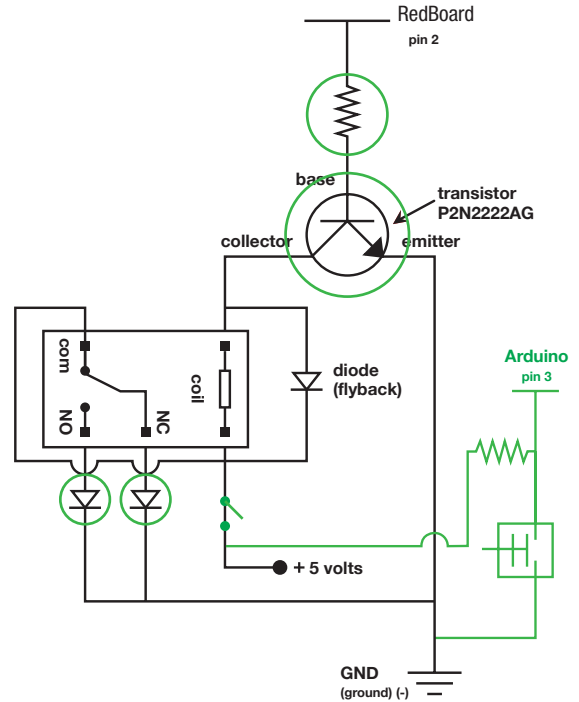 RedBoard
pin 2
base
transistor
P2N2222AG
collector
emitter
com
coil
NO
NC
diode
(flyback)
Arduino
pin 3
+ 5 volts
GND
(ground) (-)